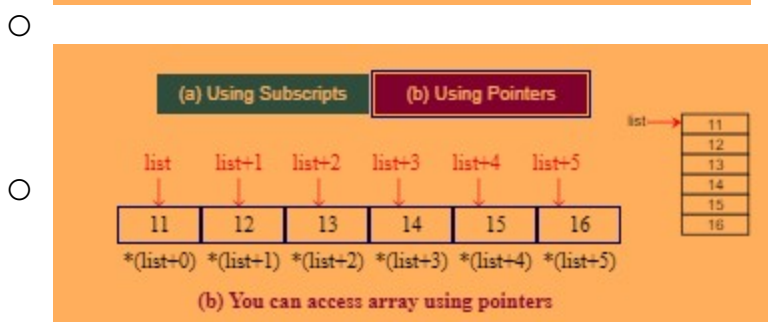 (a) Using Subscripts (b) Using Pointers
list
11
12
13
14
15
16
list list+1 list+2 list+3 list+4 list+5
11 12 13 14 15 16
*(list+0) *(list+1) *(list+2) *(list+3) *(list+4) *(list+5)
(b) You can access array using pointers